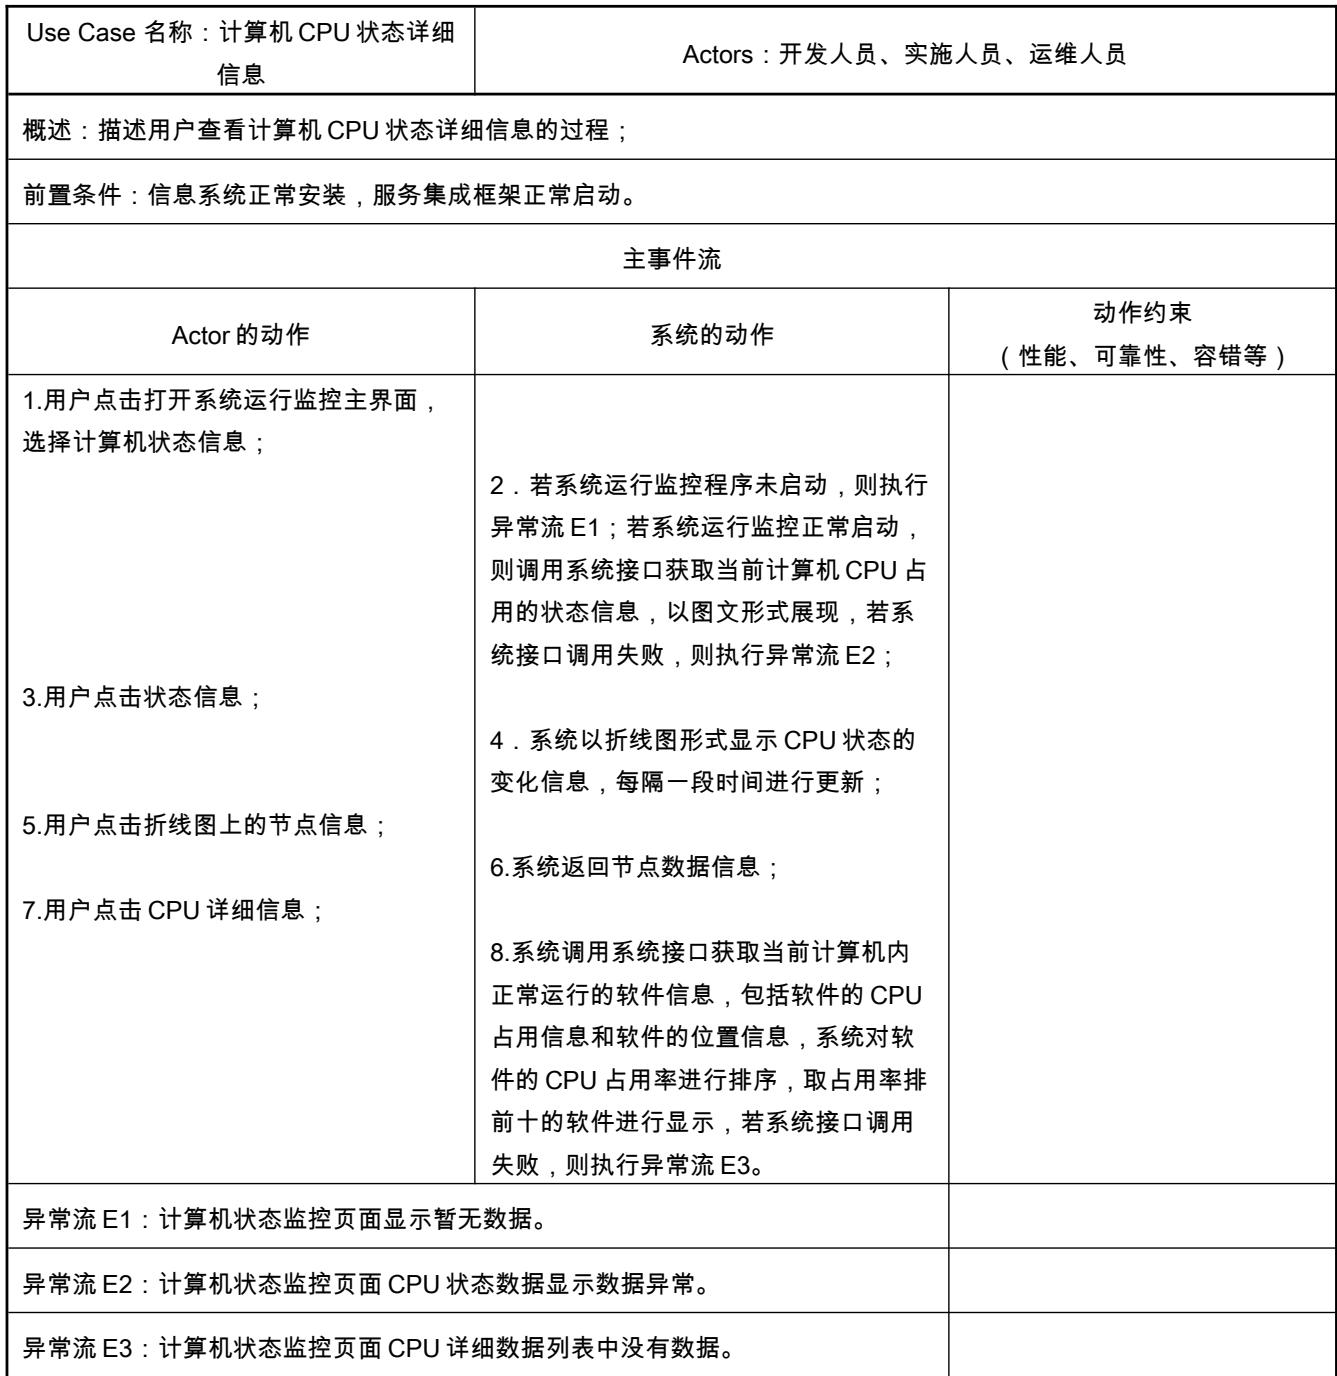 Use Case 名称：计算机 CPU 状态详细
信息
Actors：开发人员、实施人员、运维人员
概述：描述用户查看计算机 CPU 状态详细信息的过程；
前置条件：信息系统正常安装，服务集成框架正常启动。
主事件流
Actor 的动作
系统的动作
动作约束
（性能、可靠性、容错等）
1.用户点击打开系统运行监控主界面，
选择计算机状态信息；
2．若系统运行监控程序未启动，则执行
异常流 E1；若系统运行监控正常启动，
则调用系统接口获取当前计算机 CPU 占
用的状态信息，以图文形式展现，若系
统接口调用失败，则执行异常流 E2；
3.用户点击状态信息；
4．系统以折线图形式显示 CPU 状态的
变化信息，每隔一段时间进行更新；
5.用户点击折线图上的节点信息；
6.系统返回节点数据信息；
7.用户点击 CPU 详细信息；
8.系统调用系统接口获取当前计算机内
正常运行的软件信息，包括软件的 CPU
占用信息和软件的位置信息，系统对软
件的 CPU 占用率进行排序，取占用率排
前十的软件进行显示，若系统接口调用
失败，则执行异常流 E3。
异常流 E1：计算机状态监控页面显示暂无数据。
异常流 E2：计算机状态监控页面 CPU 状态数据显示数据异常。
异常流 E3：计算机状态监控页面 CPU 详细数据列表中没有数据。